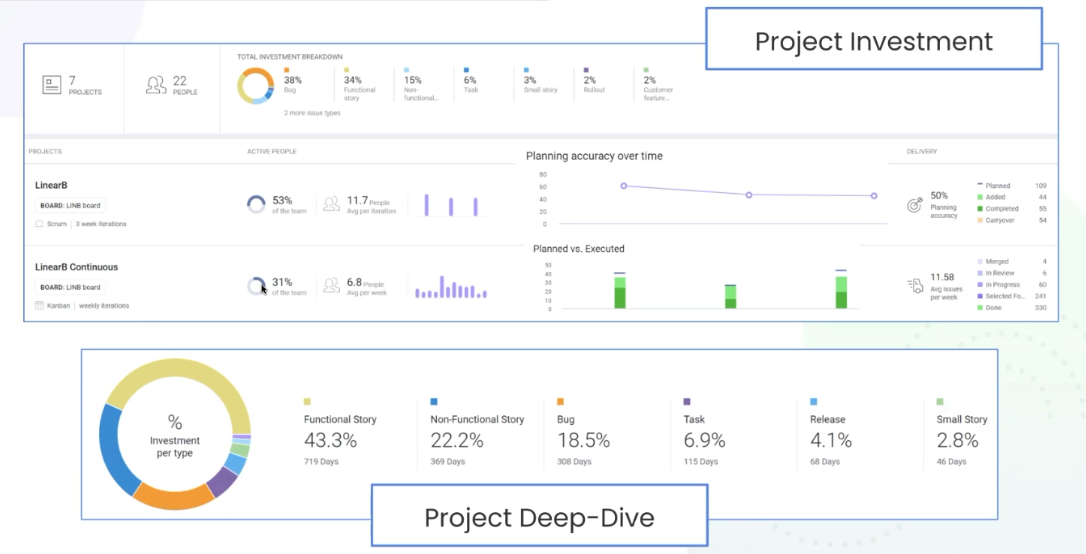 Project Investment
7
PROJECTS
22
PEOPLE
TOTAL INVESTMENT BREAKDOWN
38%
Bug
34%
Functional
story
15%
Non-
functional...
6%
Task
3%
Small story
2%
Rollout
2%
Customer
feature...
2 more issue types
PROJECTS
ACTIVE PEOPLE
DELIVERY
LinearB
BOARD: LINB board
Scrum | 3 week iterations
53%
of the team
11.7 People
Avg per iteration
Planning accuracy over time
80
60
40
20
0
50%
Planning
accuracy
Planned 109
Added 44
Completed 55
Carryover 54
LinearB Continuous
BOARD: LINB board
Kanban | weekly iterations
31%
of the team
6.8 People
Avg per week
Planned vs. Executed
50
40
30
20
10
0
11.58
Avg issues
per week
Merged 4
In Review 6
In Progress 60
Selected Fo... 241
Done 330
%
Investment
per type
Functional Story
43.3%
719 Days
Non-Functional Story
22.2%
369 Days
Bug
18.5%
308 Days
Task
6.9%
115 Days
Release
4.1%
68 Days
Small Story
2.8%
46 Days
Project Deep-Dive